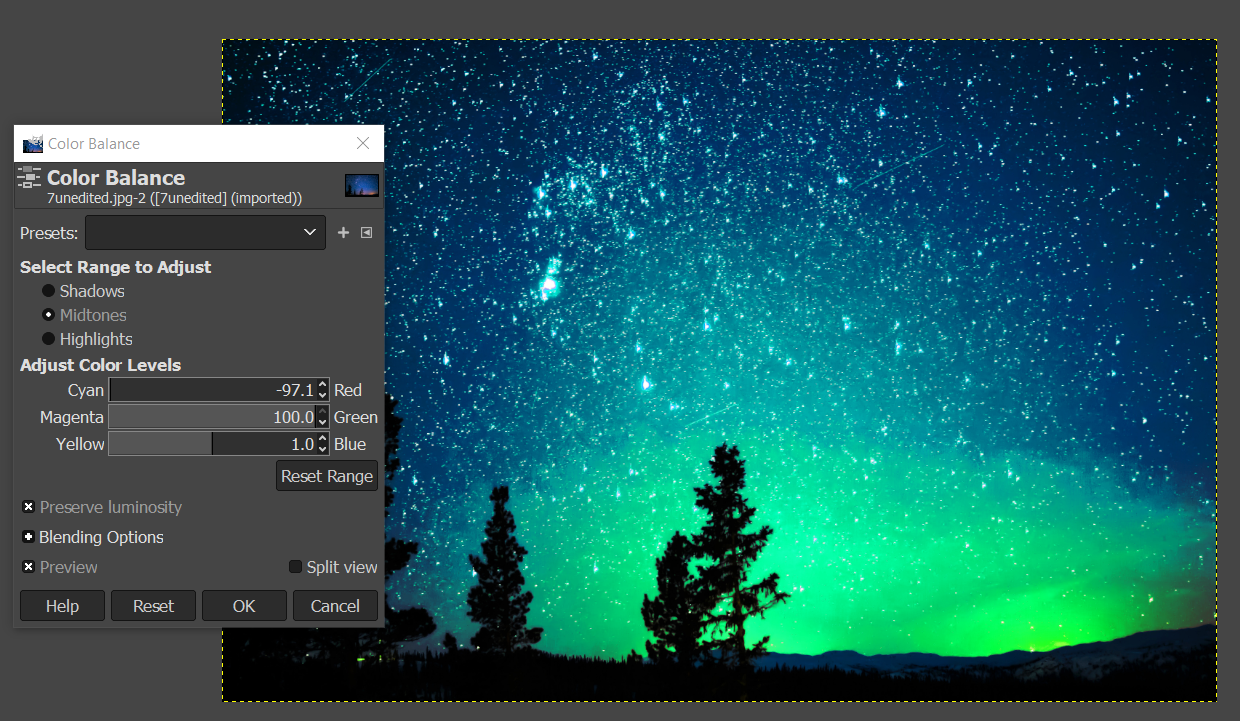 Color Balance
Color Balance
7unedited.jpg-2 ([7unedited] (imported))
Presets:
Select Range to Adjust
Shadows
Midtones
Highlights
Adjust Color Levels
Cyan -97.1 Red
Magenta 100.0 Green
Yellow 1.0 Blue
Reset Range
Preserve luminosity
Blending Options
Preview Split view
Help Reset OK Cancel